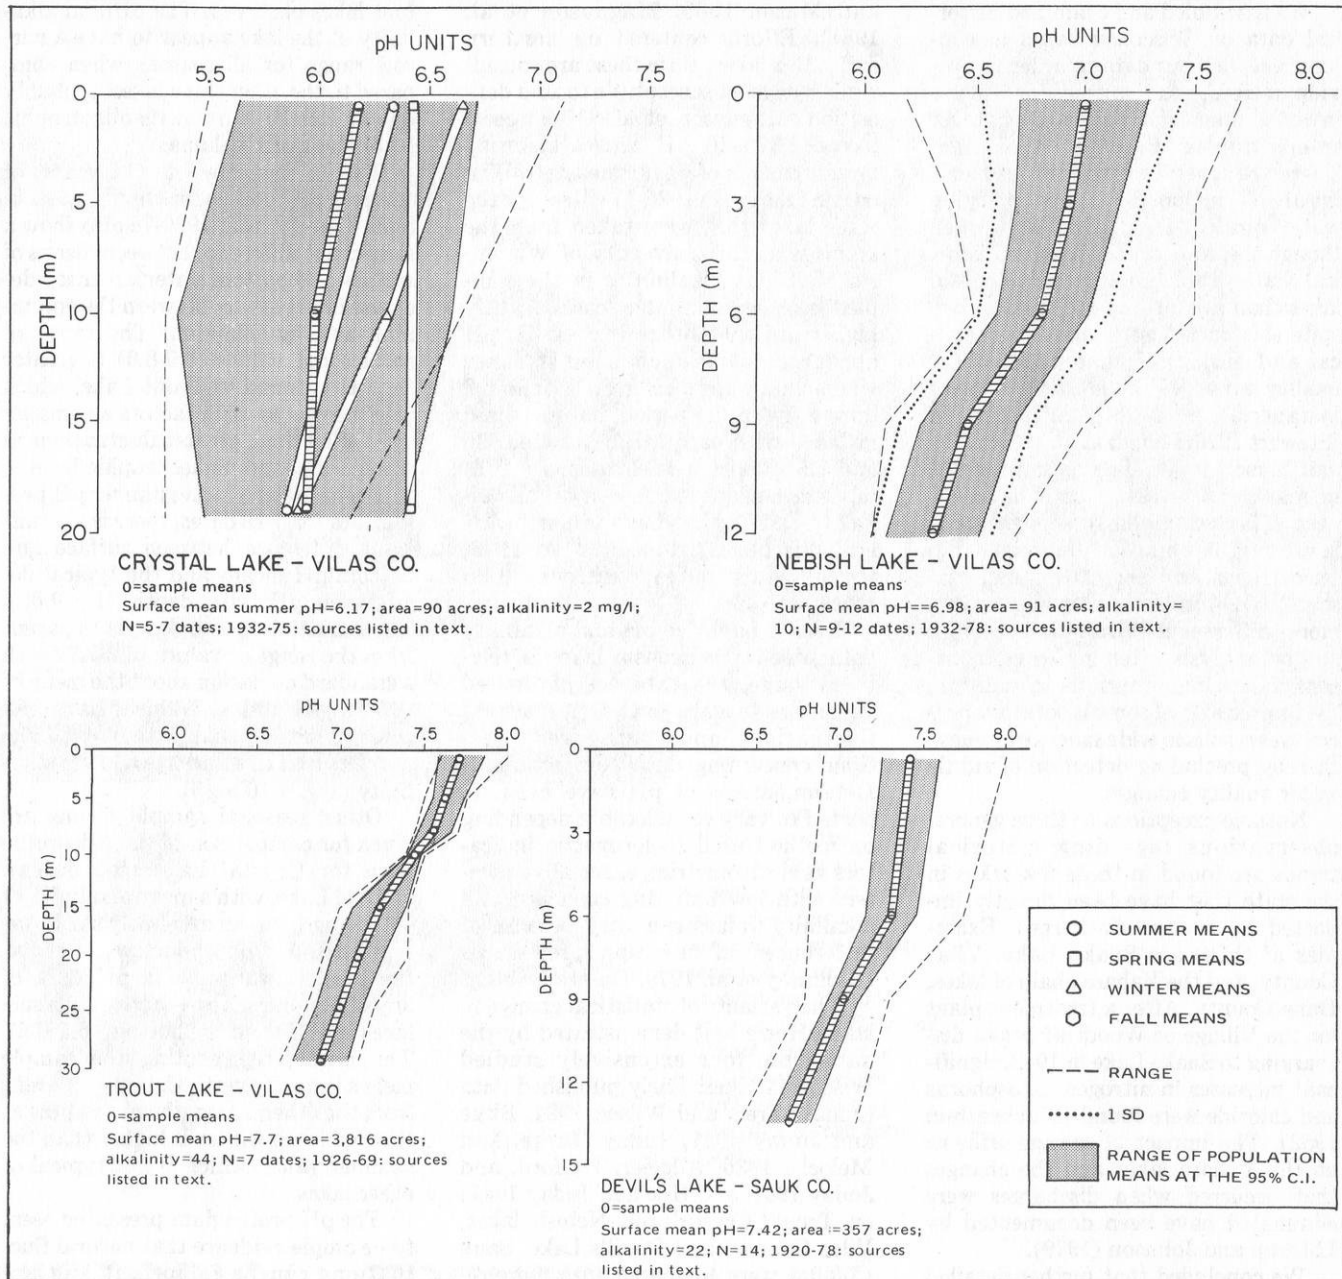 pH UNITS
5.5 6.0 6.5 7.0
0
5
10
15
20
DEPTH (m)
CRYSTAL LAKE – VILAS CO.
O=sample means
Surface mean summer pH=6.17; area=90 acres; alkalinity=2 mg/l;
N=5-7 dates; 1932-75: sources listed in text.
pH UNITS
6.0 6.5 7.0 7.5 8.0
0
3
6
9
12
DEPTH (m)
NEBISH LAKE – VILAS CO.
O=sample means
Surface mean pH==6.98; area= 91 acres; alkalinity=
10; N=9-12 dates; 1932-78: sources listed in text.
pH UNITS
6.0 6.5 7.0 7.5 8.0
0
5
10
15
20
25
30
DEPTH (m)
TROUT LAKE – VILAS CO.
o=sample means
Surface mean pH=7.7; area=3,816 acres;
alkalinity=44; N=7 dates; 1926-69: sources
listed in text.
pH UNITS
6.0 6.5 7.0 7.5 8.0
0
3
6
9
12
15
DEPTH (m)
DEVIL'S LAKE – SAUK CO.
o=sample means
Surface mean pH=7.42; area =357 acres;
alkalinity=22; N=14; 1920-78: sources
listed in text.
SUMMER MEANS
SPRING MEANS
WINTER MEANS
FALL MEANS
RANGE
1 SD
RANGE OF POPULATION
MEANS AT THE 95% C.I.